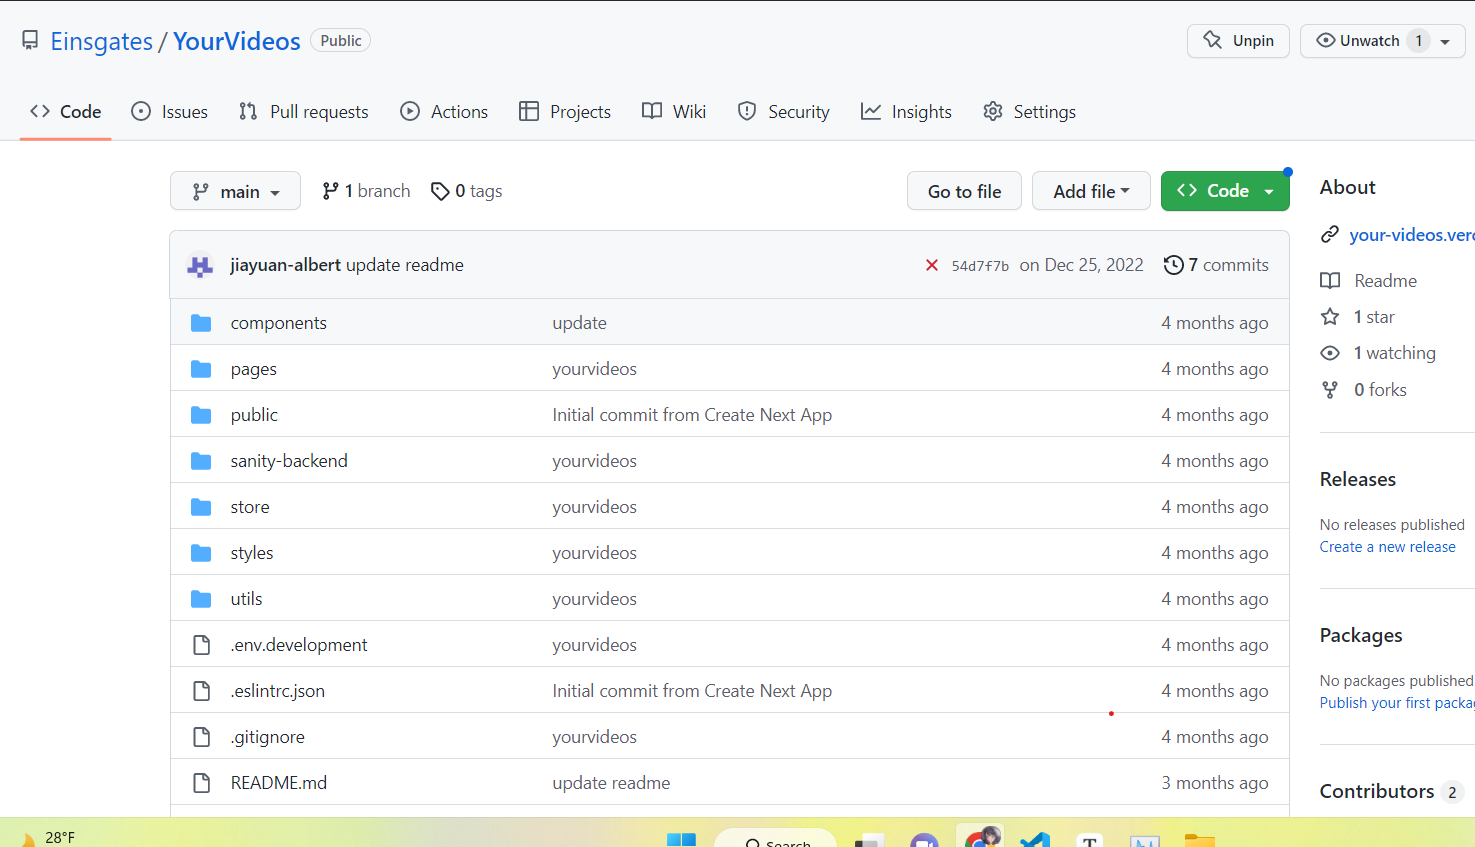 Einsgates / YourVideos Public
Unpin
Unwatch 1
Code Issues Pull requests Actions Projects Wiki Security Insights Settings
main 1 branch 0 tags
Go to file Add file Code
jiayuan-albert update readme 54d7f7b on Dec 25, 2022 7 commits
components update 4 months ago
pages yourvideos 4 months ago
public Initial commit from Create Next App 4 months ago
sanity-backend yourvideos 4 months ago
store yourvideos 4 months ago
styles yourvideos 4 months ago
utils yourvideos 4 months ago
.env.development yourvideos 4 months ago
.eslintrc.json Initial commit from Create Next App 4 months ago
.gitignore yourvideos 4 months ago
README.md update readme 3 months ago
About
your-videos.verc
Readme
1 star
1 watching
0 forks
Releases
No releases published
Create a new release
Packages
No packages published
Publish your first packag
Contributors 2
28°F
Search
T